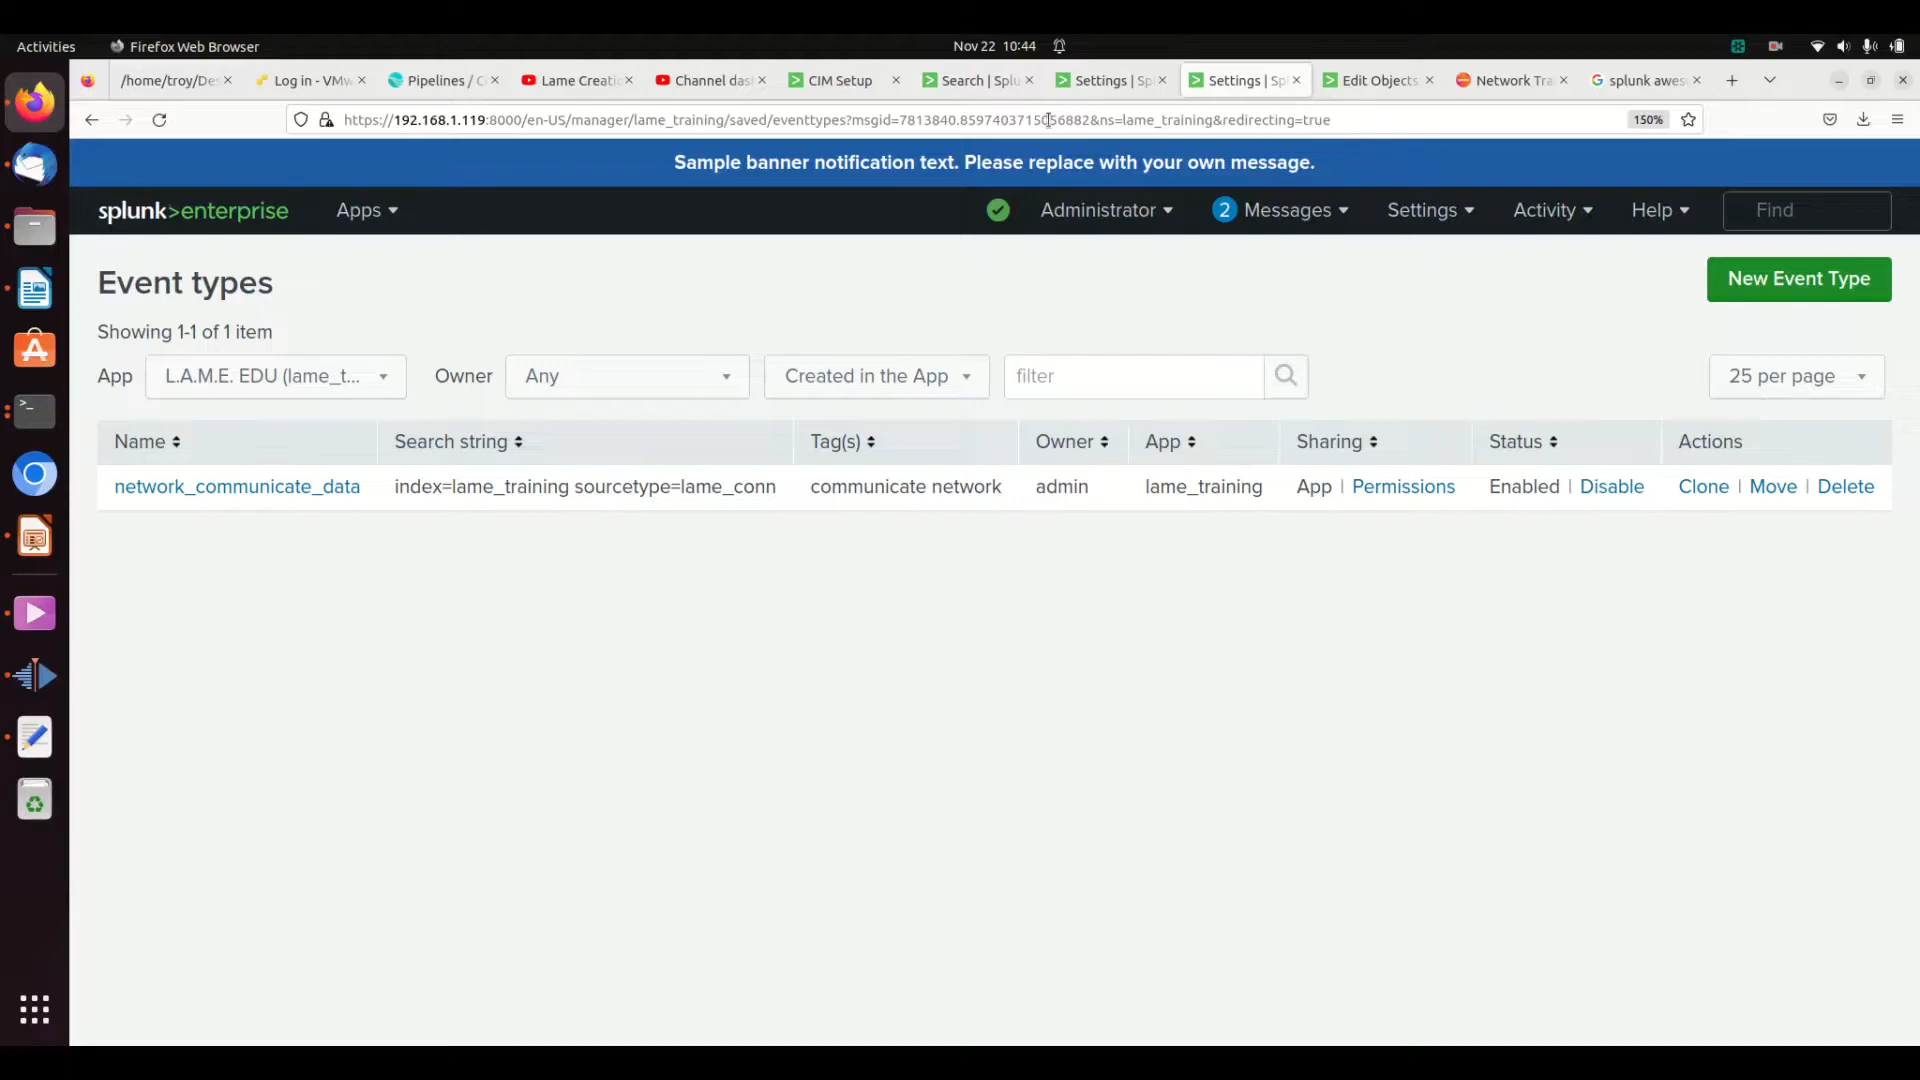 Activities Firefox Web Browser Nov 22 10:44
/home/troy/Des Log in - VMw Pipelines / C Lame Creatio Channel das CIM Setup Search | Splu Settings | Spl Settings | Spl Edit Objects Network Tra splunk awes
https://192.168.1.119:8000/en-US/manager/lame_training/saved/eventtypes?msgid=7813840.8597403715056882&ns=lame_training&redirecting=true 150%
Sample banner notification text. Please replace with your own message.
splunk>enterprise Apps Administrator 2 Messages Settings Activity Help Find
Event types New Event Type
Showing 1-1 of 1 item
App L.A.M.E. EDU (lame_t... Owner Any Created in the App filter 25 per page
Name Search string Tag(s) Owner App Sharing Status Actions
network_communicate_data index=lame_training sourcetype=lame_conn communicate network admin lame_training App | Permissions Enabled | Disable Clone | Move | Delete